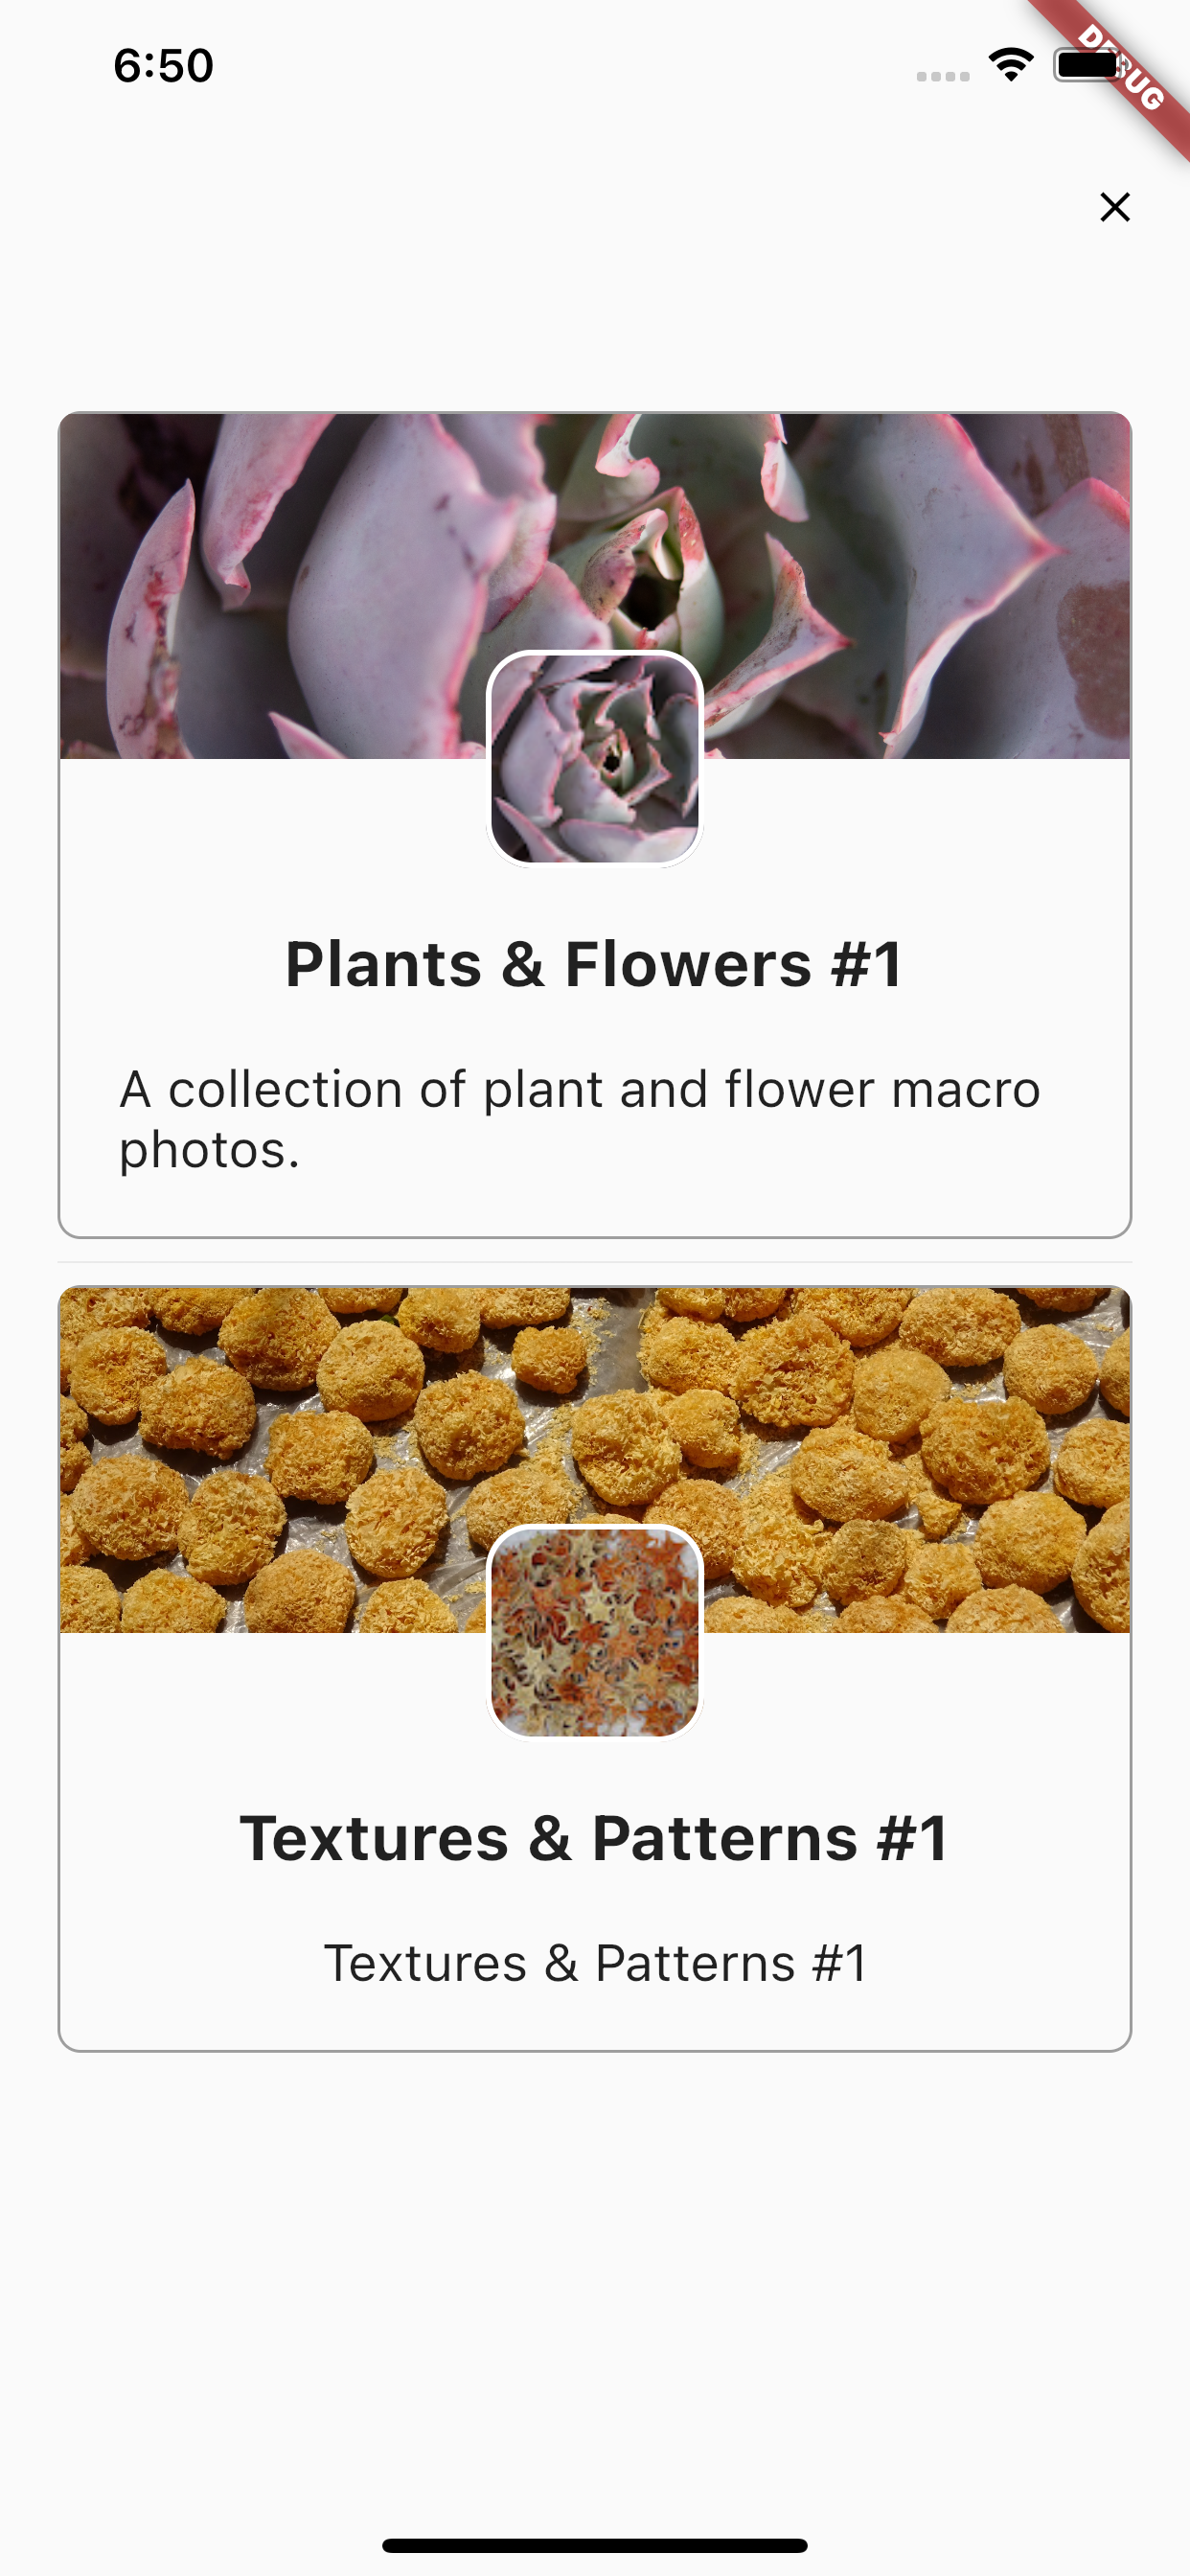 6:50
DEBUG
Plants & Flowers #1
A collection of plant and flower macro
photos.
Textures & Patterns #1
Textures & Patterns #1